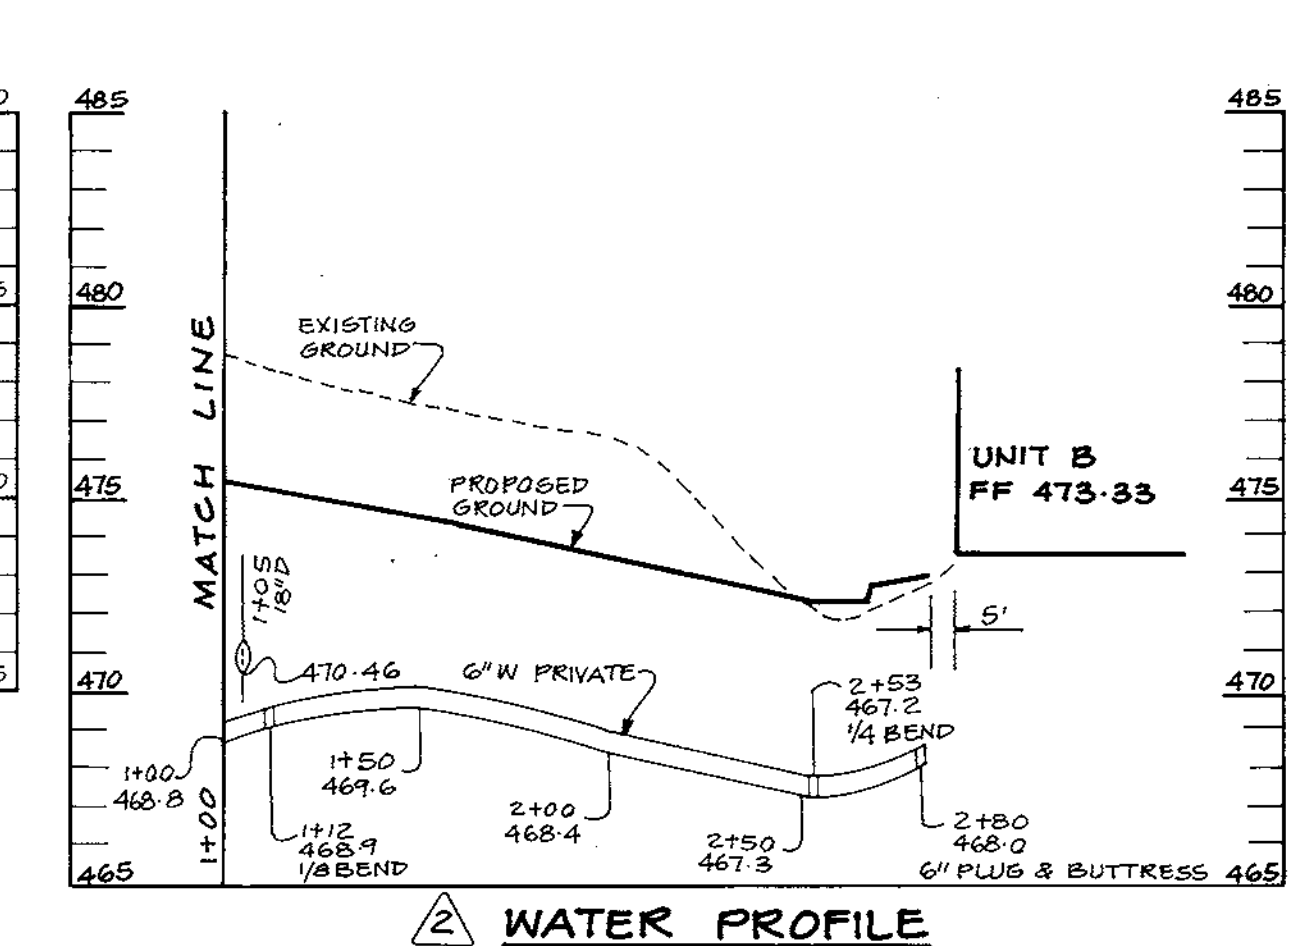 485
485
480
480
475
475
470
470
465
465
MATCH LINE
1+00
EXISTING
GROUND
PROPOSED
GROUND
UNIT B
FF 473.33
5'
1+05
18"D
470.46
6" W PRIVATE
1+00
468.8
1+12
468.9
1/8 BEND
1+50
469.6
2+00
468.4
2+50
467.3
2+53
467.2
1/4 BEND
2+80
468.0
6" PLUG & BUTTRESS
2 WATER PROFILE